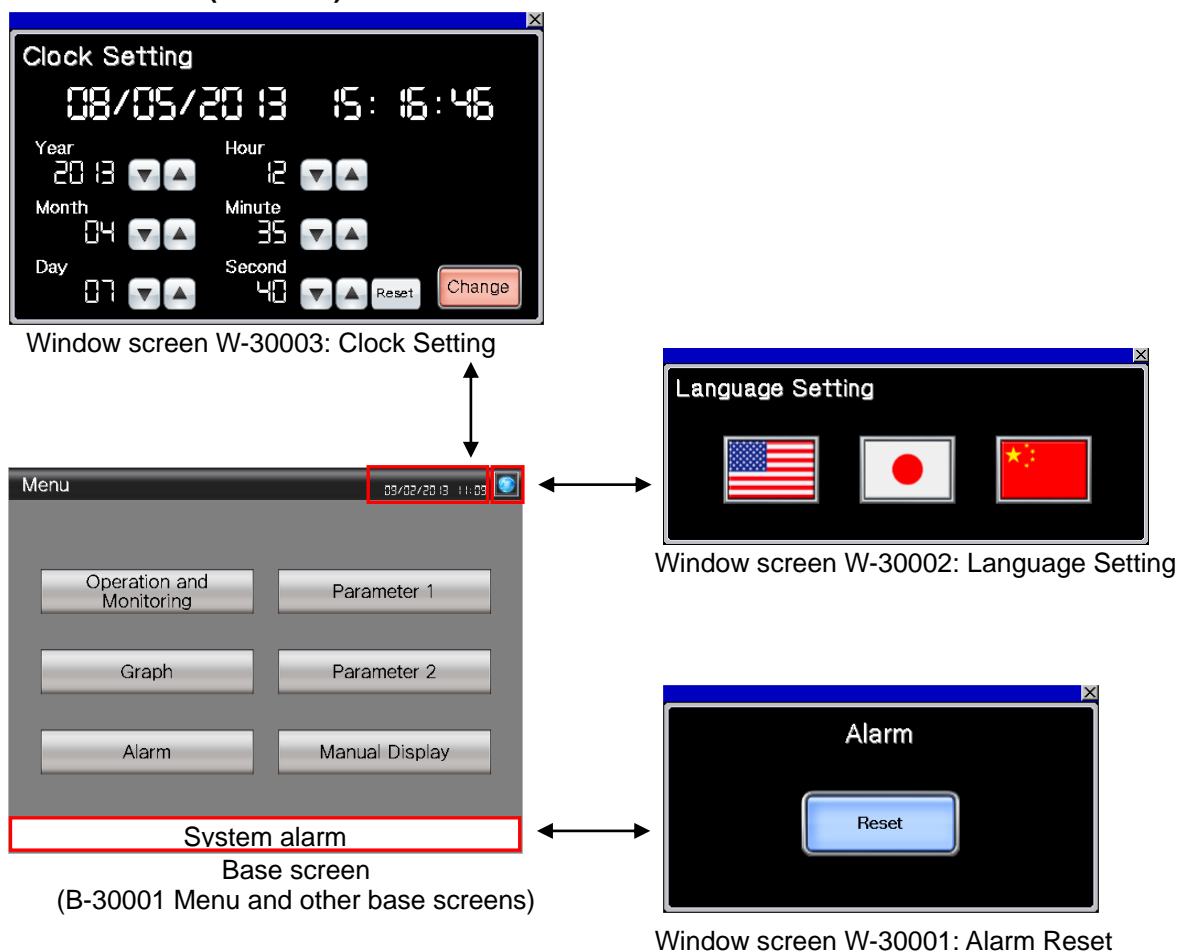 Clock Setting
08/05/2013 15:16:46
Year
2013
Hour
12
Month
04
Minute
35
Day
07
Second
40
Reset
Change
Window screen W-30003: Clock Setting
Language Setting
Window screen W-30002: Language Setting
Menu
09/02/2013 11:09
Operation and
Monitoring
Parameter 1
Graph
Parameter 2
Alarm
Manual Display
System alarm
Base screen
(B-30001 Menu and other base screens)
Alarm
Reset
Window screen W-30001: Alarm Reset